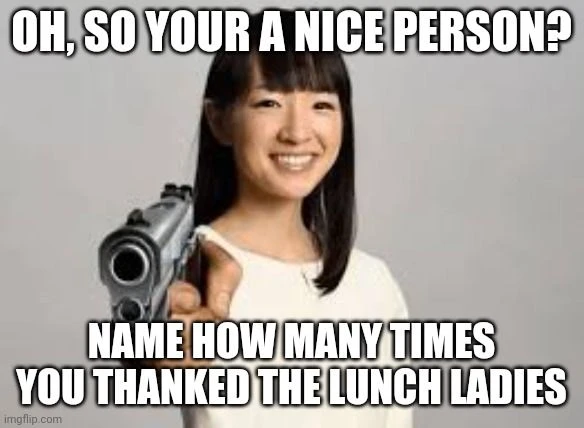 OH, SO YOUR A NICE PERSON?
NAME HOW MANY TIMES
YOU THANKED THE LUNCH LADIES
imgflip.com